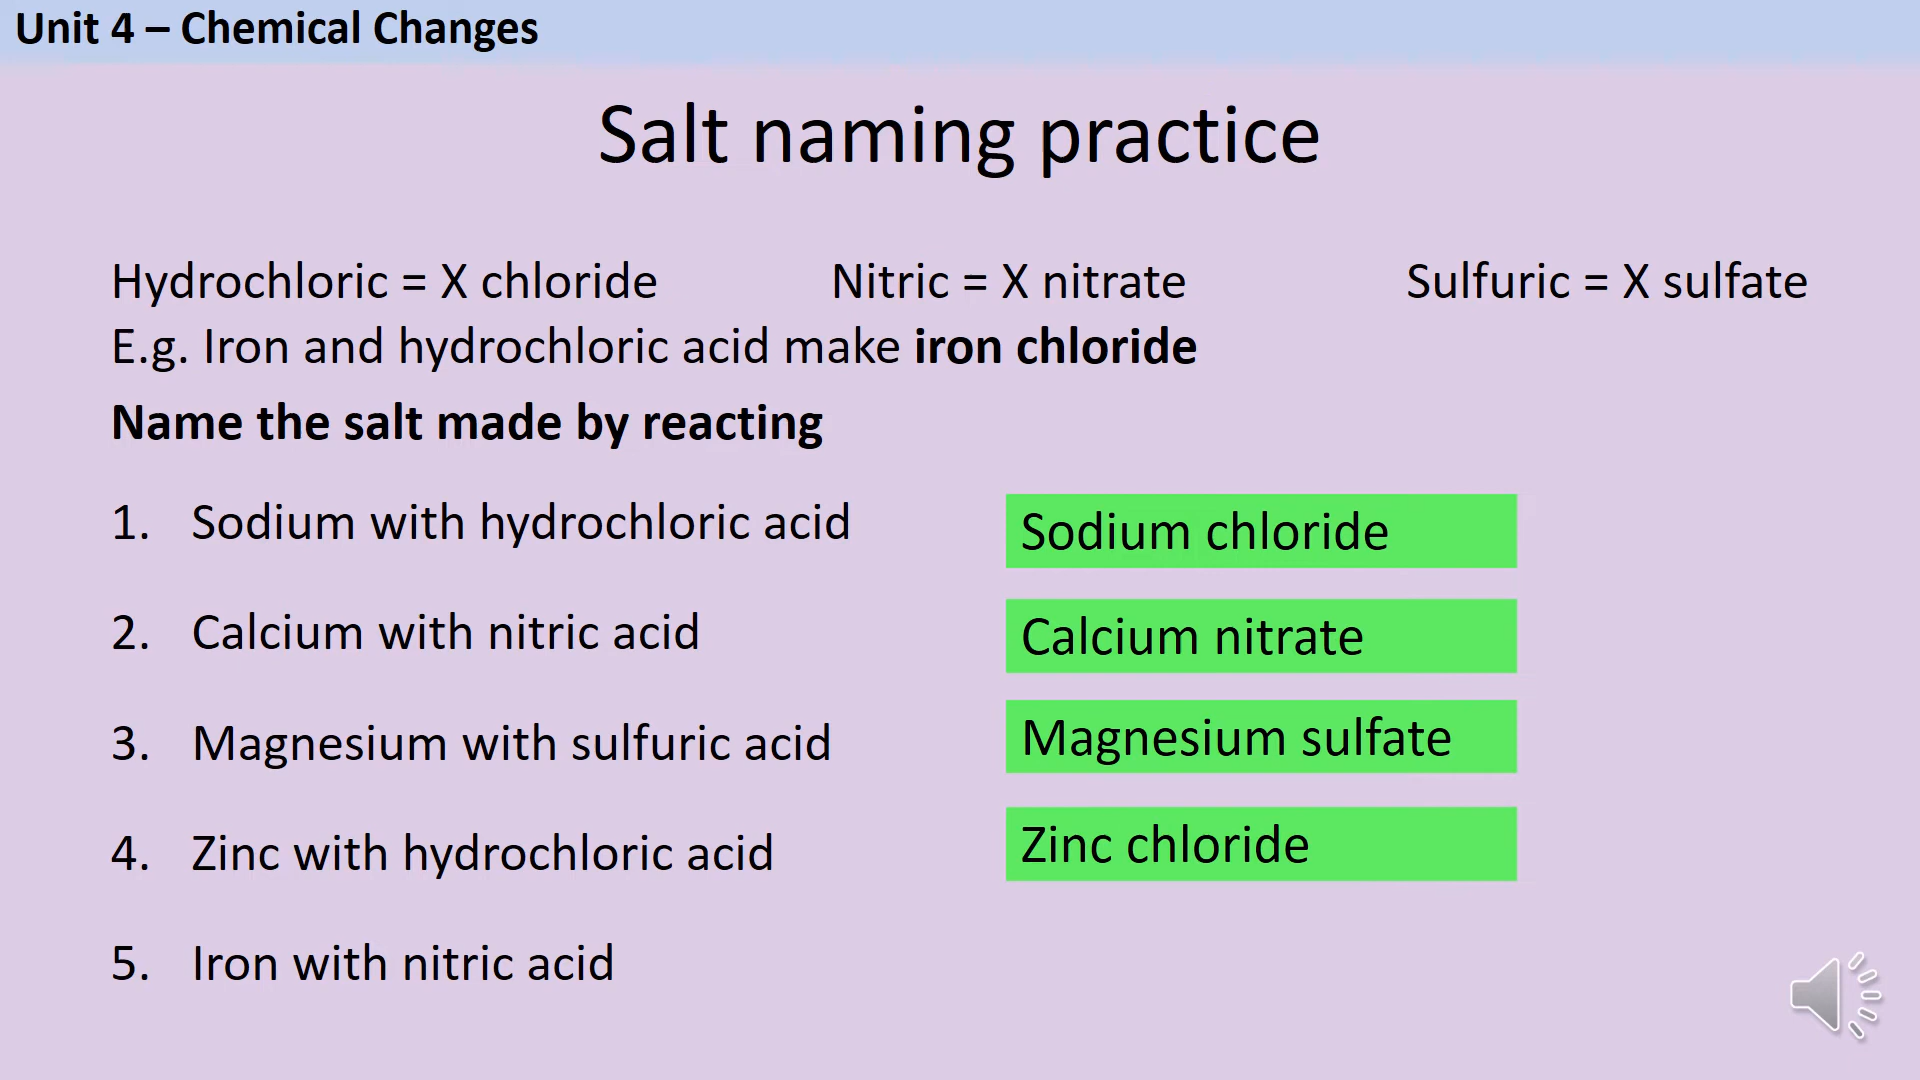 Unit 4 – Chemical Changes
Salt naming practice
Hydrochloric = X chloride Nitric = X nitrate Sulfuric = X sulfate
E.g. Iron and hydrochloric acid make iron chloride
Name the salt made by reacting
1. Sodium with hydrochloric acid Sodium chloride
2. Calcium with nitric acid Calcium nitrate
3. Magnesium with sulfuric acid Magnesium sulfate
4. Zinc with hydrochloric acid Zinc chloride
5. Iron with nitric acid